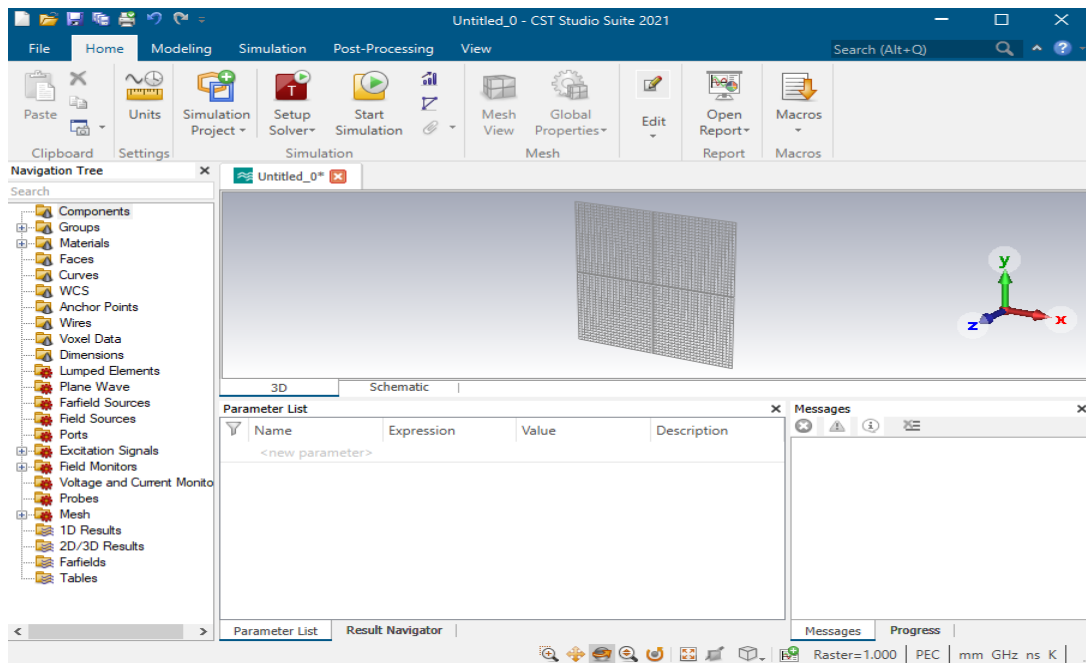 Untitled_0 - CST Studio Suite 2021
File Home Modeling Simulation Post-Processing View Search (Alt+Q)
Paste Units Simulation Project Setup Solver Start Simulation Mesh View Global Properties Edit Open Report Macros
Clipboard Settings Simulation Mesh Report Macros
Navigation Tree
Untitled_0*
Search
Components
Groups
Materials
Faces
Curves
WCS
Anchor Points
Wires
Voxel Data
Dimensions
Lumped Elements
Plane Wave
Farfield Sources
Field Sources
Ports
Excitation Signals
Field Monitors
Voltage and Current Monito
Probes
Mesh
1D Results
2D/3D Results
Farfields
Tables
y
z
x
3D Schematic
Parameter List
Name Expression Value Description
<new parameter>
Parameter List Result Navigator
Messages
Messages Progress
Raster=1.000 PEC mm GHz ns K